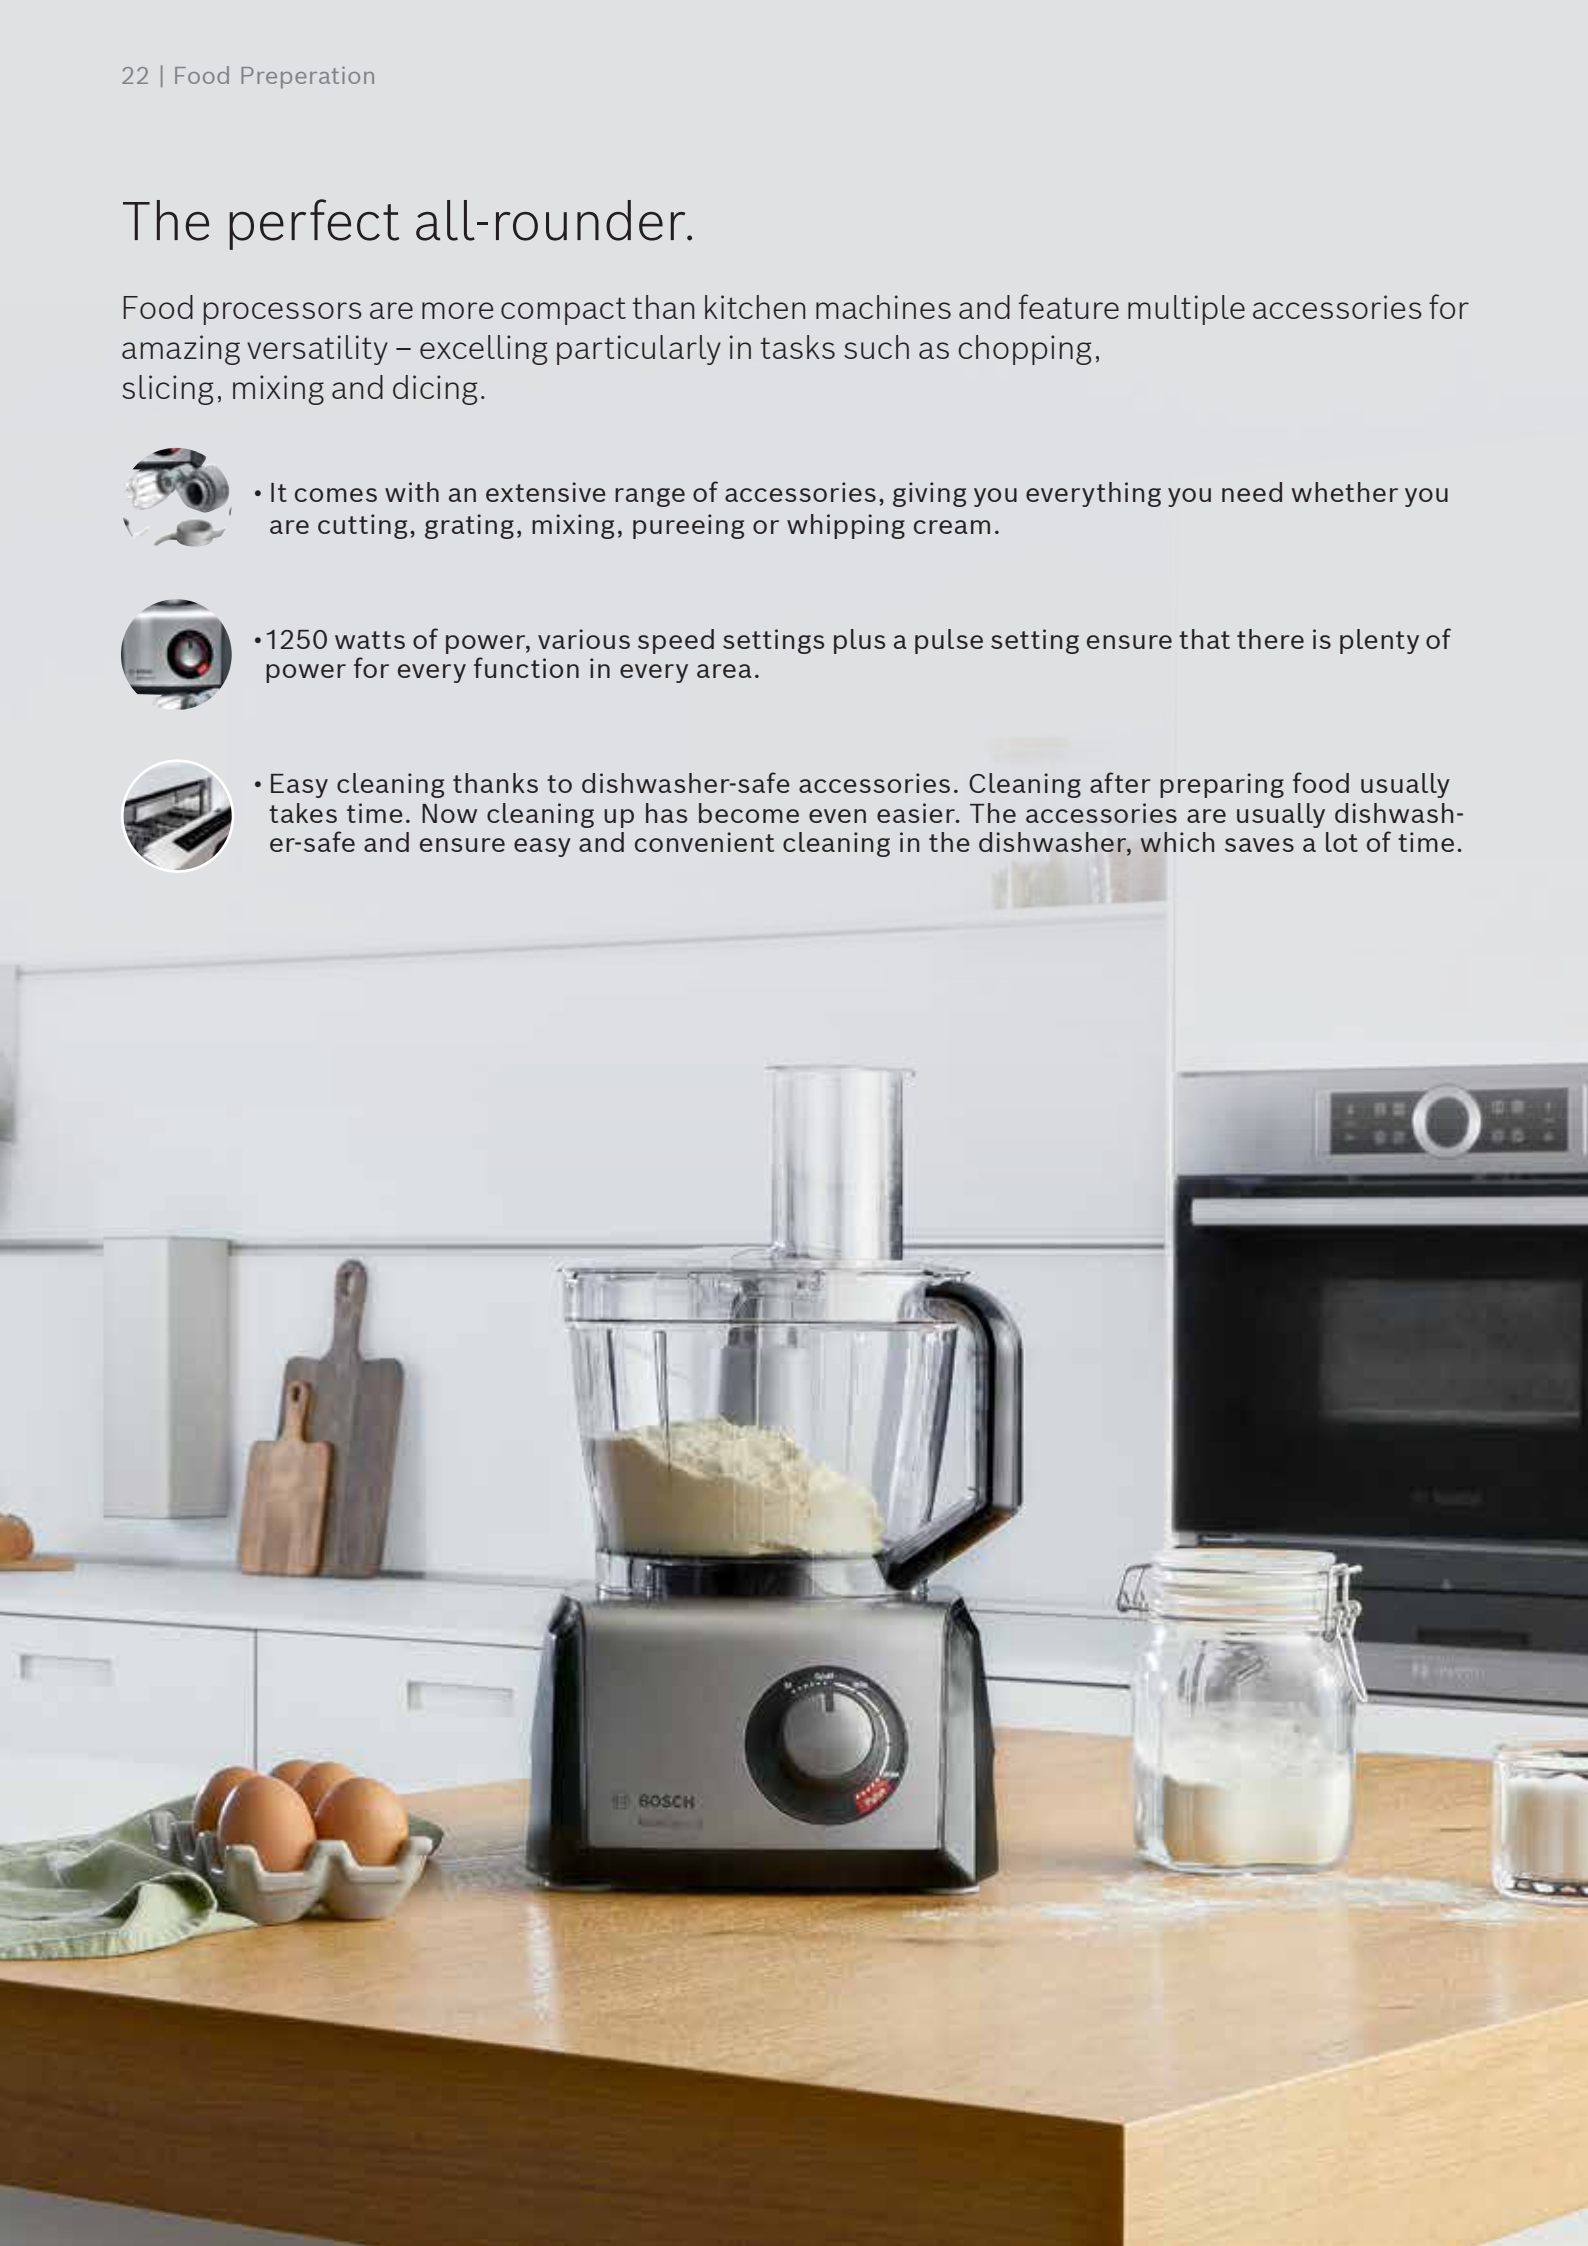 22 | Food Preperation
The perfect all-rounder.
Food processors are more compact than kitchen machines and feature multiple accessories for
amazing versatility – excelling particularly in tasks such as chopping,
slicing, mixing and dicing.
• It comes with an extensive range of accessories, giving you everything you need whether you
are cutting, grating, mixing, pureeing or whipping cream.
•1250 watts of power, various speed settings plus a pulse setting ensure that there is plenty of
power for every function in every area.
• Easy cleaning thanks to dishwasher-safe accessories. Cleaning after preparing food usually
takes time. Now cleaning up has become even easier. The accessories are usually dishwash-
er-safe and ensure easy and convenient cleaning in the dishwasher, which saves a lot of time.
BOSCH
Pulse